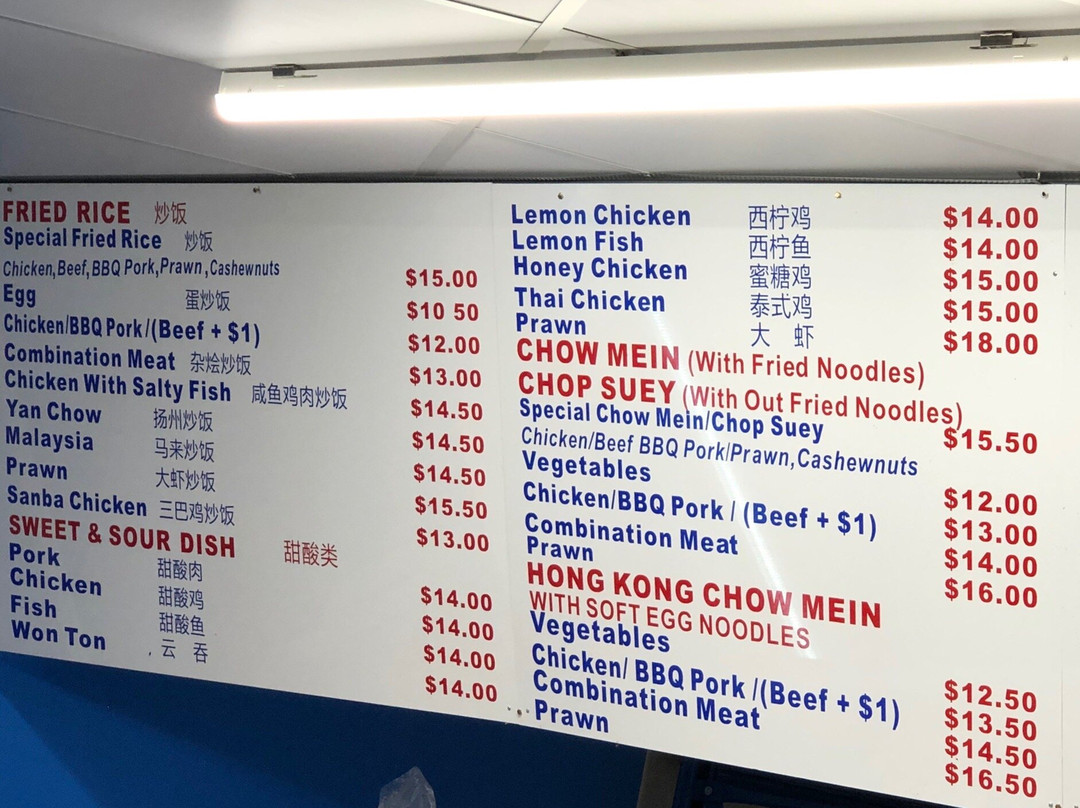 FRIED RICE 炒饭
Special Fried Rice 炒饭
Chicken,Beef,BBQ Pork,Prawn,Cashewnuts $15.00
Egg 蛋炒饭 $10 50
Chicken/BBQ Pork/(Beef + $1) $12.00
Combination Meat 杂烩炒饭 $13.00
Chicken With Salty Fish 咸鱼鸡肉炒饭 $14.50
Yan Chow 扬州炒饭 $14.50
Malaysia 马来炒饭 $14.50
Prawn 大虾炒饭 $15.50
Sanba Chicken 三巴鸡炒饭 $13.00
SWEET & SOUR DISH 甜酸类
Pork 甜酸肉 $14.00
Chicken 甜酸鸡 $14.00
Fish 甜酸鱼 $14.00
Won Ton 云 吞 $14.00
Lemon Chicken 西柠鸡 $14.00
Lemon Fish 西柠鱼 $14.00
Honey Chicken 蜜糖鸡 $15.00
Thai Chicken 泰式鸡 $15.00
Prawn 大 虾 $18.00
CHOW MEIN (With Fried Noodles)
CHOP SUEY (With Out Fried Noodles)
Special Chow Mein/Chop Suey $15.50
Chicken/Beef BBQ Pork/Prawn,Cashewnuts
Vegetables $12.00
Chicken/BBQ Pork / (Beef + $1) $13.00
Combination Meat $14.00
Prawn $16.00
HONG KONG CHOW MEIN
WITH SOFT EGG NOODLES
Vegetables $12.50
Chicken/ BBQ Pork /(Beef + $1) $13.50
Combination Meat $14.50
Prawn $16.50